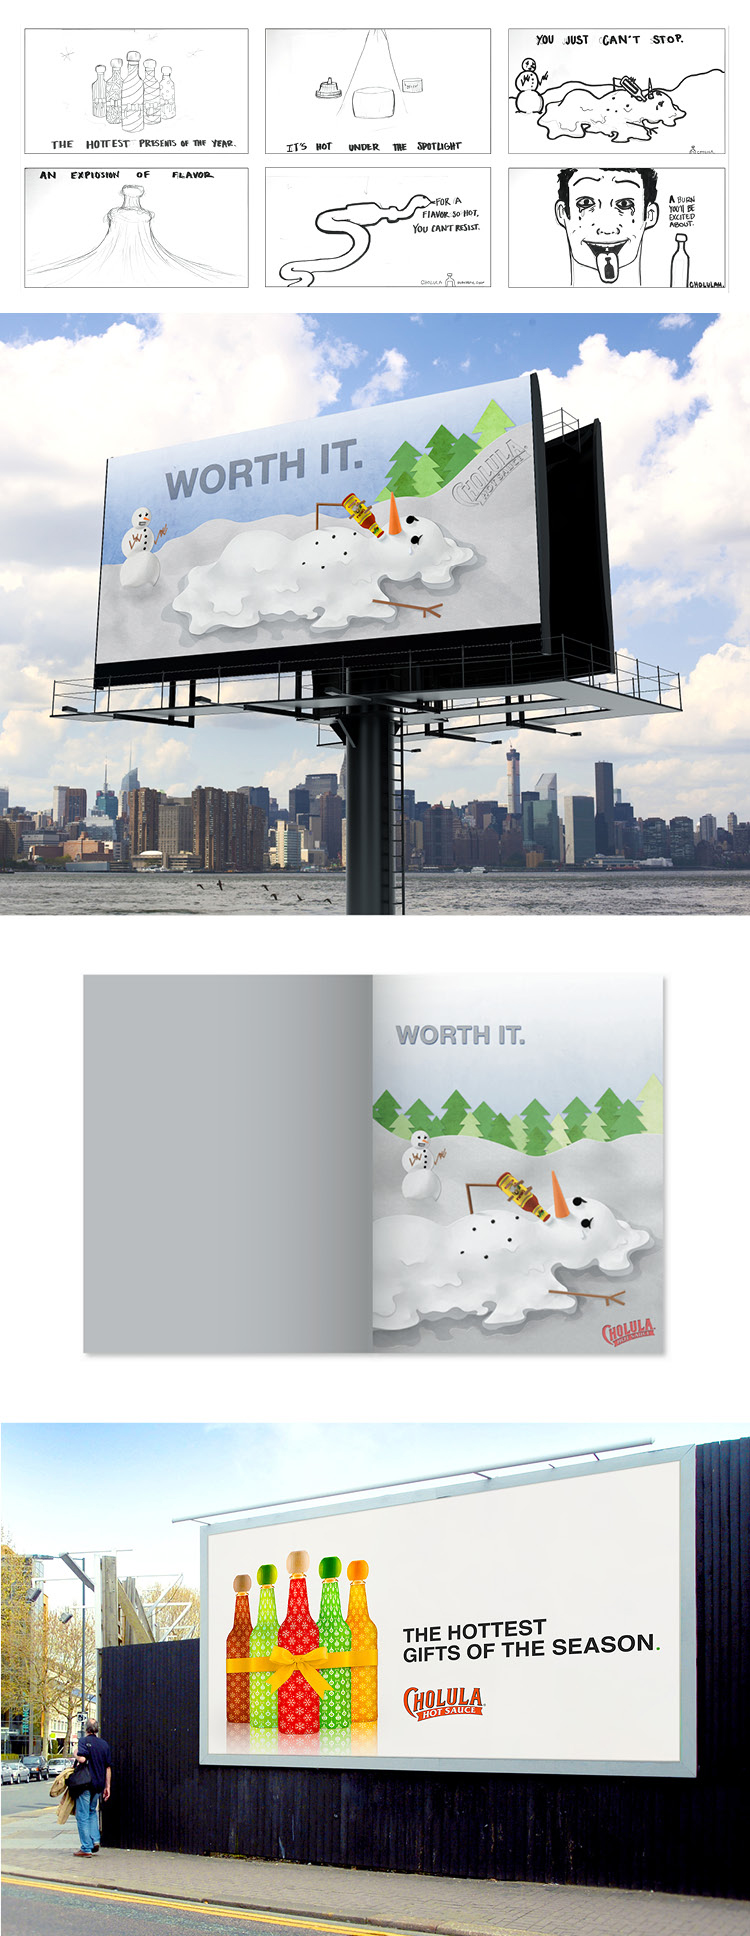 THE HOTTEST PRESENTS OF THE YEAR.
IT'S HOT UNDER THE SPOTLIGHT
YOU JUST CAN'T STOP.
CHOLULA
AN EXPLOSION OF FLAVOR
FOR A
FLAVOR SO HOT,
YOU CAN'T RESIST.
CHOLULA
A BURN
YOU'LL BE
EXCITED
ABOUT.
CHOLULAH.
WORTH IT.
CHOLULA
HOT SAUCE
WORTH IT.
CHOLULA
HOT SAUCE
THE HOTTEST
GIFTS OF THE SEASON.
CHOLULA
HOT SAUCE